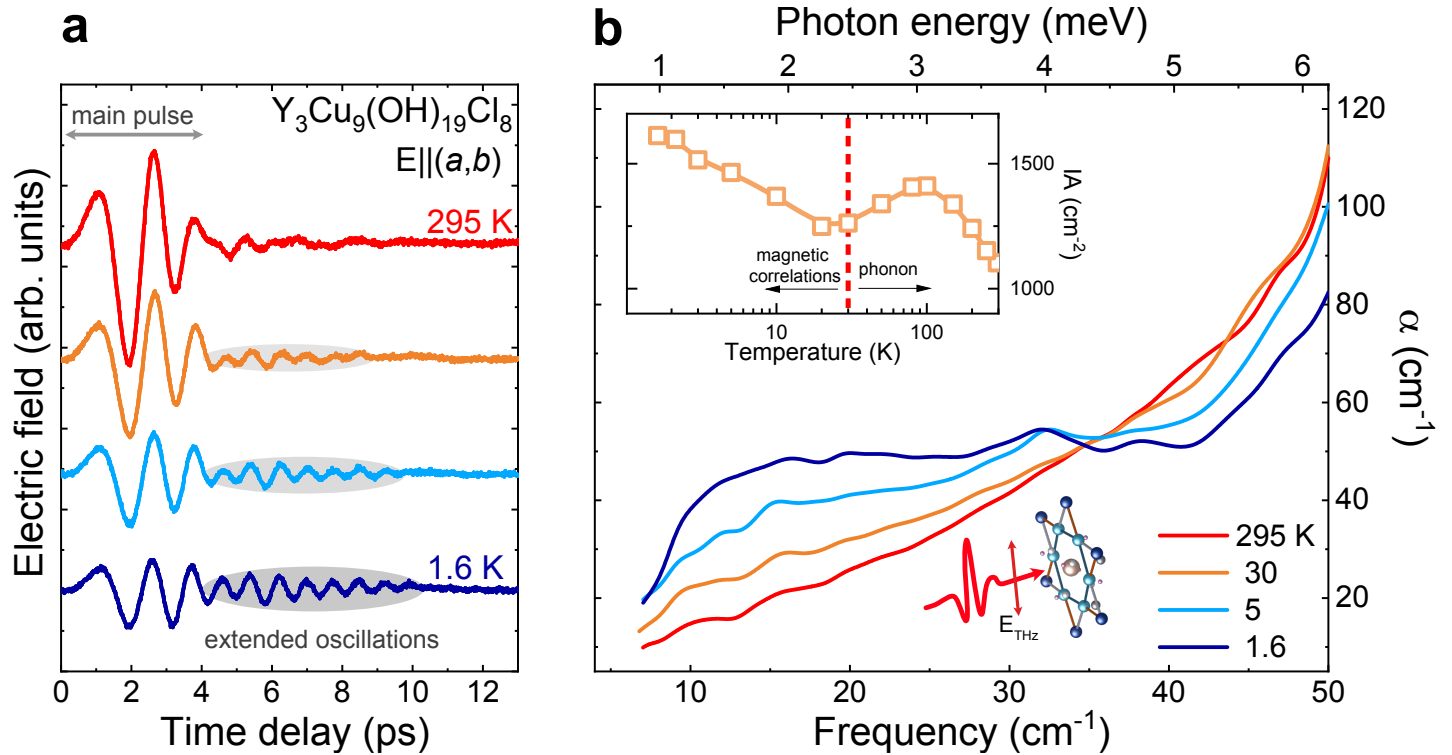 a
main pulse
Y3Cu9(OH)19Cl8
E||(a,b)
295 K
1.6 K
extended oscillations
Electric field (arb. units)
0 2 4 6 8 10 12
Time delay (ps)
b
Photon energy (meV)
1 2 3 4 5 6
magnetic
correlations
phonon
1500
1000
IA (cm-2)
10 100
Temperature (K)
120
100
80
60
40
20
α (cm-1)
ETHz
295 K
30
5
1.6
10 20 30 40 50
Frequency (cm-1)